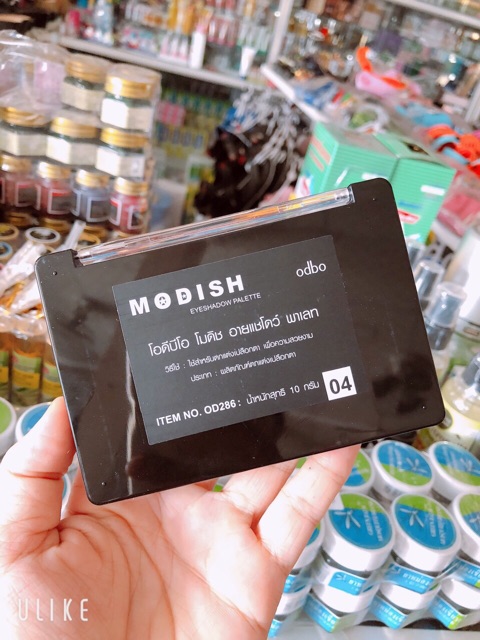 MODISH
odbo
EYESHADOW PALETTE
โอดีบีโอ โมดิช อายแชโดว์ พาเลท
วิธีใช้ : ใช้สำหรับตกแต่งเปลือกตา เพื่อความสวยงาม
ประเภท : ผลิตภัณฑ์ตกแต่งเปลือกตา
ITEM NO. OD286 : น้ำหนักสุทธิ 10 กรัม 04
ULIKE